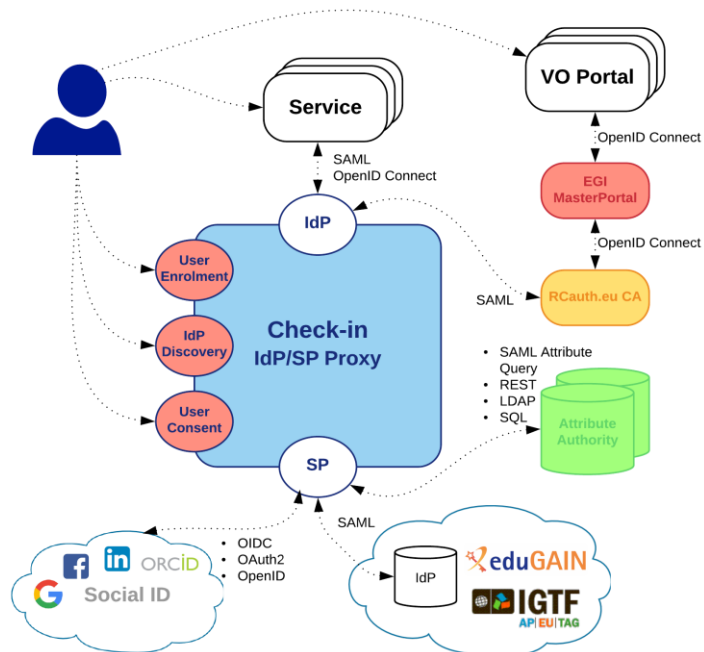 Service
VO Portal
SAML
OpenID Connect
OpenID Connect
EGI
MasterPortal
OpenID Connect
IdP
User
Enrolment
SAML
RCauth.eu CA
Check-in
IdP/SP Proxy
IdP
Discovery
• SAML Attribute
Query
• REST
• LDAP
• SQL
User
Consent
Attribute
Authority
SP
SAML
• OIDC
• OAuth2
• OpenID
f
in
ORCiD
G
Social ID
IdP
eduGAIN
IGTF
AP|EU|TAG